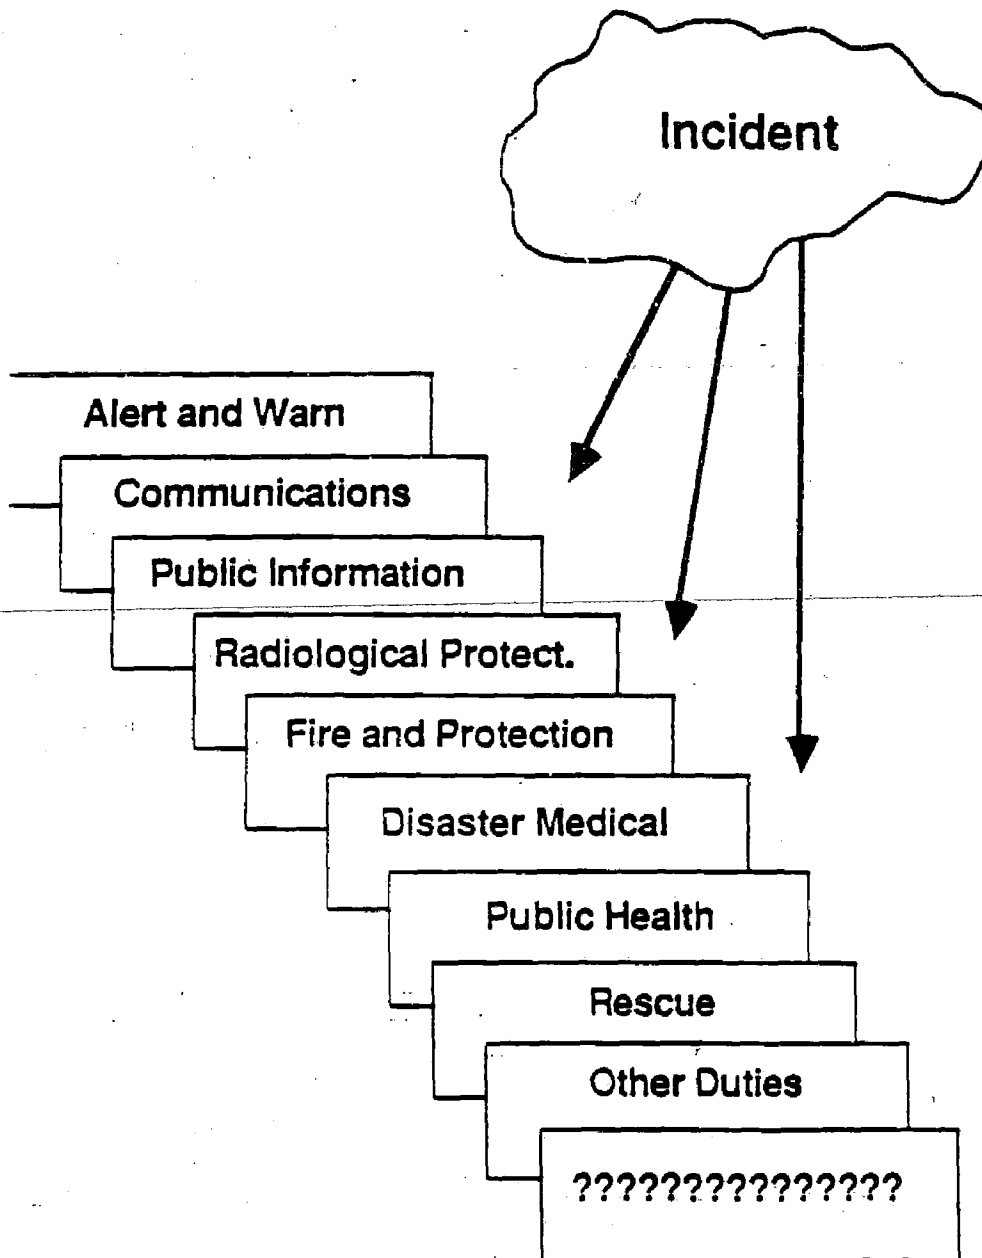 Incident
Alert and Warn
Communications
Public Information
Radiological Protect.
Fire and Protection
Disaster Medical
Public Health
Rescue
Other Duties
???????????????